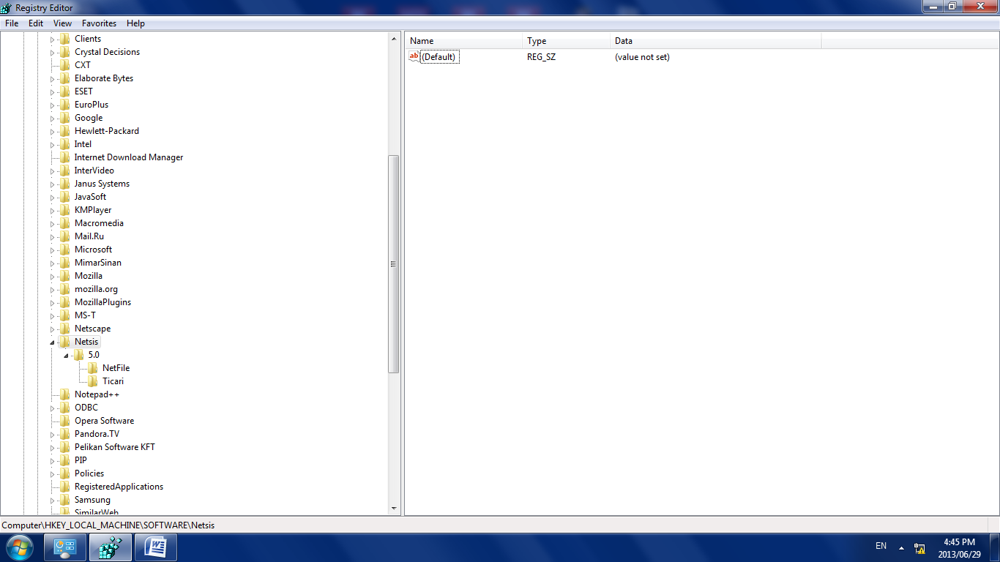 Registry Editor
File Edit View Favorites Help
Clients
Crystal Decisions
CXT
Elaborate Bytes
ESET
EuroPlus
Google
Hewlett-Packard
Intel
Internet Download Manager
InterVideo
Janus Systems
JavaSoft
KMPlayer
Macromedia
Mail.Ru
Microsoft
MimarSinan
Mozilla
mozilla.org
MozillaPlugins
MS-T
Netscape
Netsis
5.0
NetFile
Ticari
Notepad++
ODBC
Opera Software
Pandora.TV
Pelikan Software KFT
PIP
Policies
RegisteredApplications
Samsung
SimilarWeb
Name Type Data
ab (Default) REG_SZ (value not set)
Computer\HKEY_LOCAL_MACHINE\SOFTWARE\Netsis
EN
4:45 PM
2013/06/29